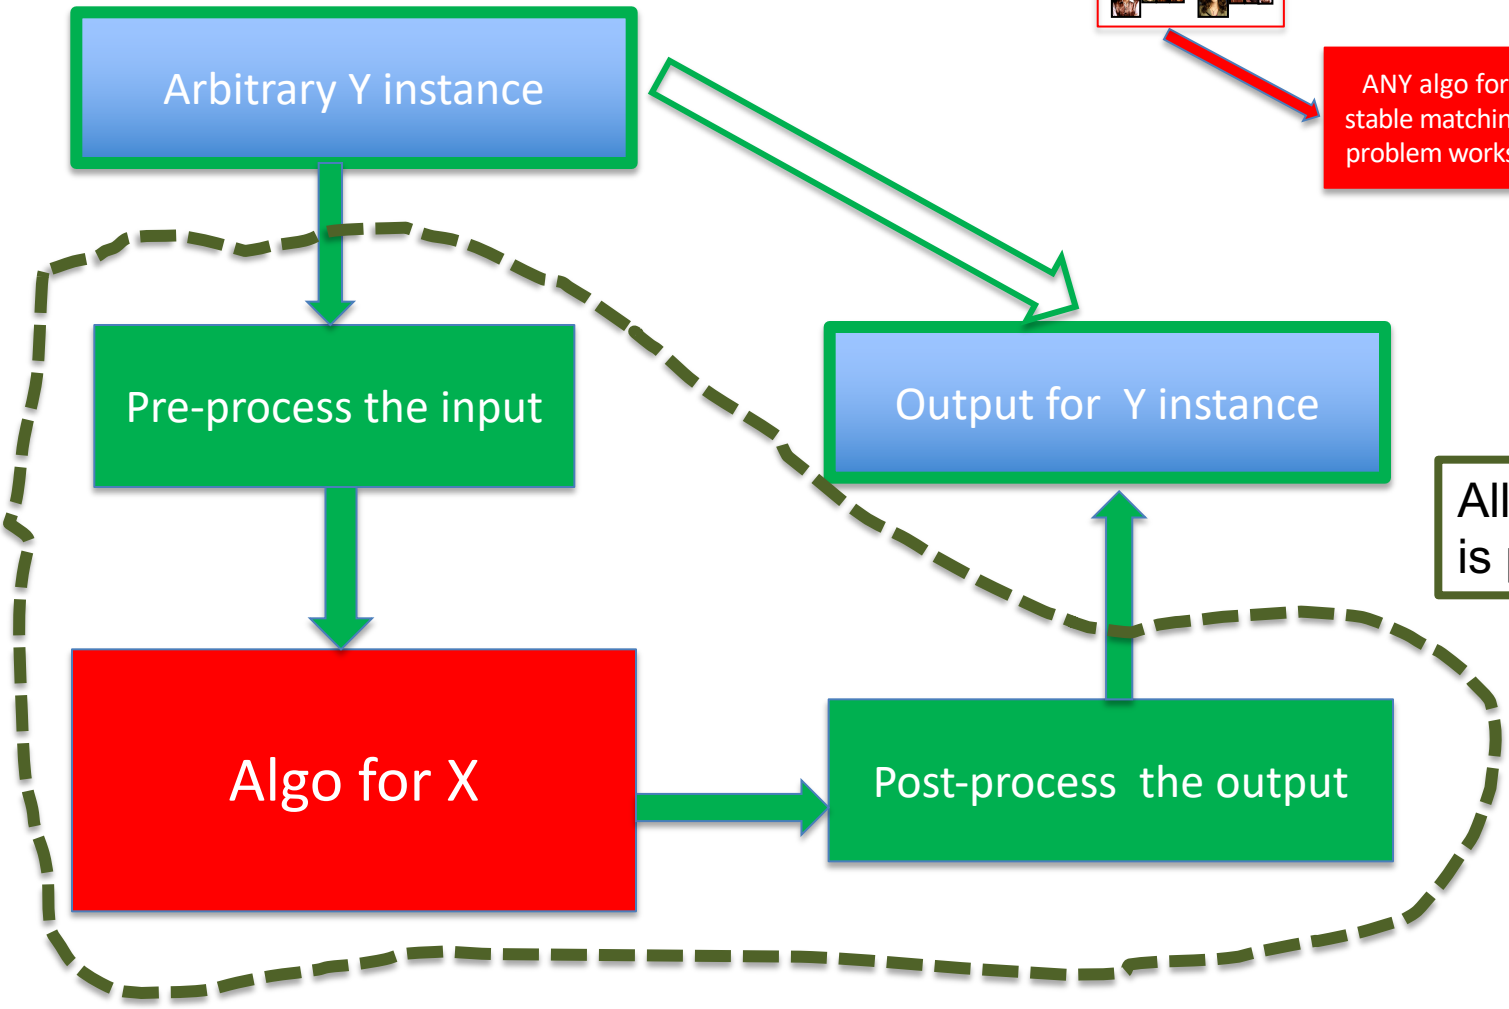 Arbitrary Y instance
ANY algo for
stable matchin
problem works
Pre-process the input
Output for Y instance
All
is p
Algo for X
Post-process the output